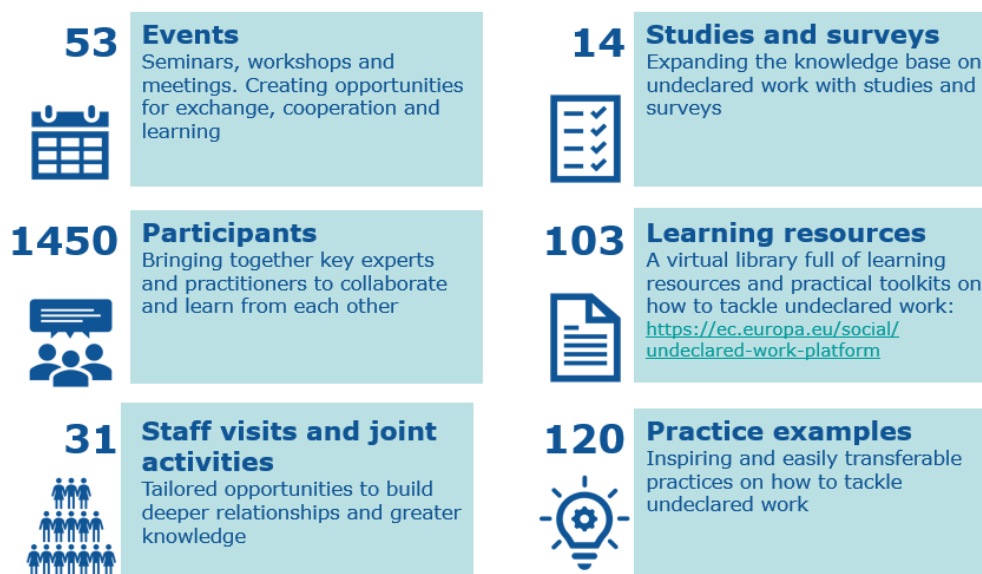 53
Events
Seminars, workshops and
meetings. Creating opportunities
for exchange, cooperation and
learning
14
Studies and surveys
Expanding the knowledge base on
undeclared work with studies and
surveys
1450
Participants
Bringing together key experts
and practitioners to collaborate
and learn from each other
103
Learning resources
A virtual library full of learning
resources and practical toolkits on
how to tackle undeclared work:
https://ec.europa.eu/social/
undeclared-work-platform
31
Staff visits and joint
activities
Tailored opportunities to build
deeper relationships and greater
knowledge
120
Practice examples
Inspiring and easily transferable
practices on how to tackle
undeclared work